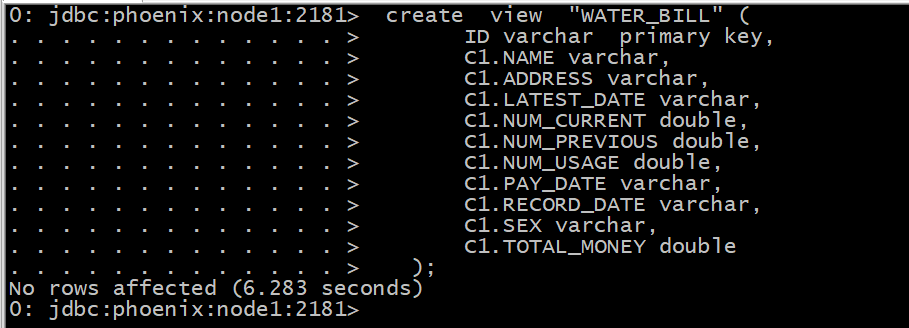 0: jdbc:phoenix:node1:2181>  create  view  "WATER_BILL" (
. . . . . . . . . . . . . >        ID varchar  primary key,
. . . . . . . . . . . . . >        C1.NAME varchar,
. . . . . . . . . . . . . >        C1.ADDRESS varchar,
. . . . . . . . . . . . . >        C1.LATEST_DATE varchar,
. . . . . . . . . . . . . >        C1.NUM_CURRENT double,
. . . . . . . . . . . . . >        C1.NUM_PREVIOUS double,
. . . . . . . . . . . . . >        C1.NUM_USAGE double,
. . . . . . . . . . . . . >        C1.PAY_DATE varchar,
. . . . . . . . . . . . . >        C1.RECORD_DATE varchar,
. . . . . . . . . . . . . >        C1.SEX varchar,
. . . . . . . . . . . . . >        C1.TOTAL_MONEY double
. . . . . . . . . . . . . >    );
No rows affected (6.283 seconds)
0: jdbc:phoenix:node1:2181>